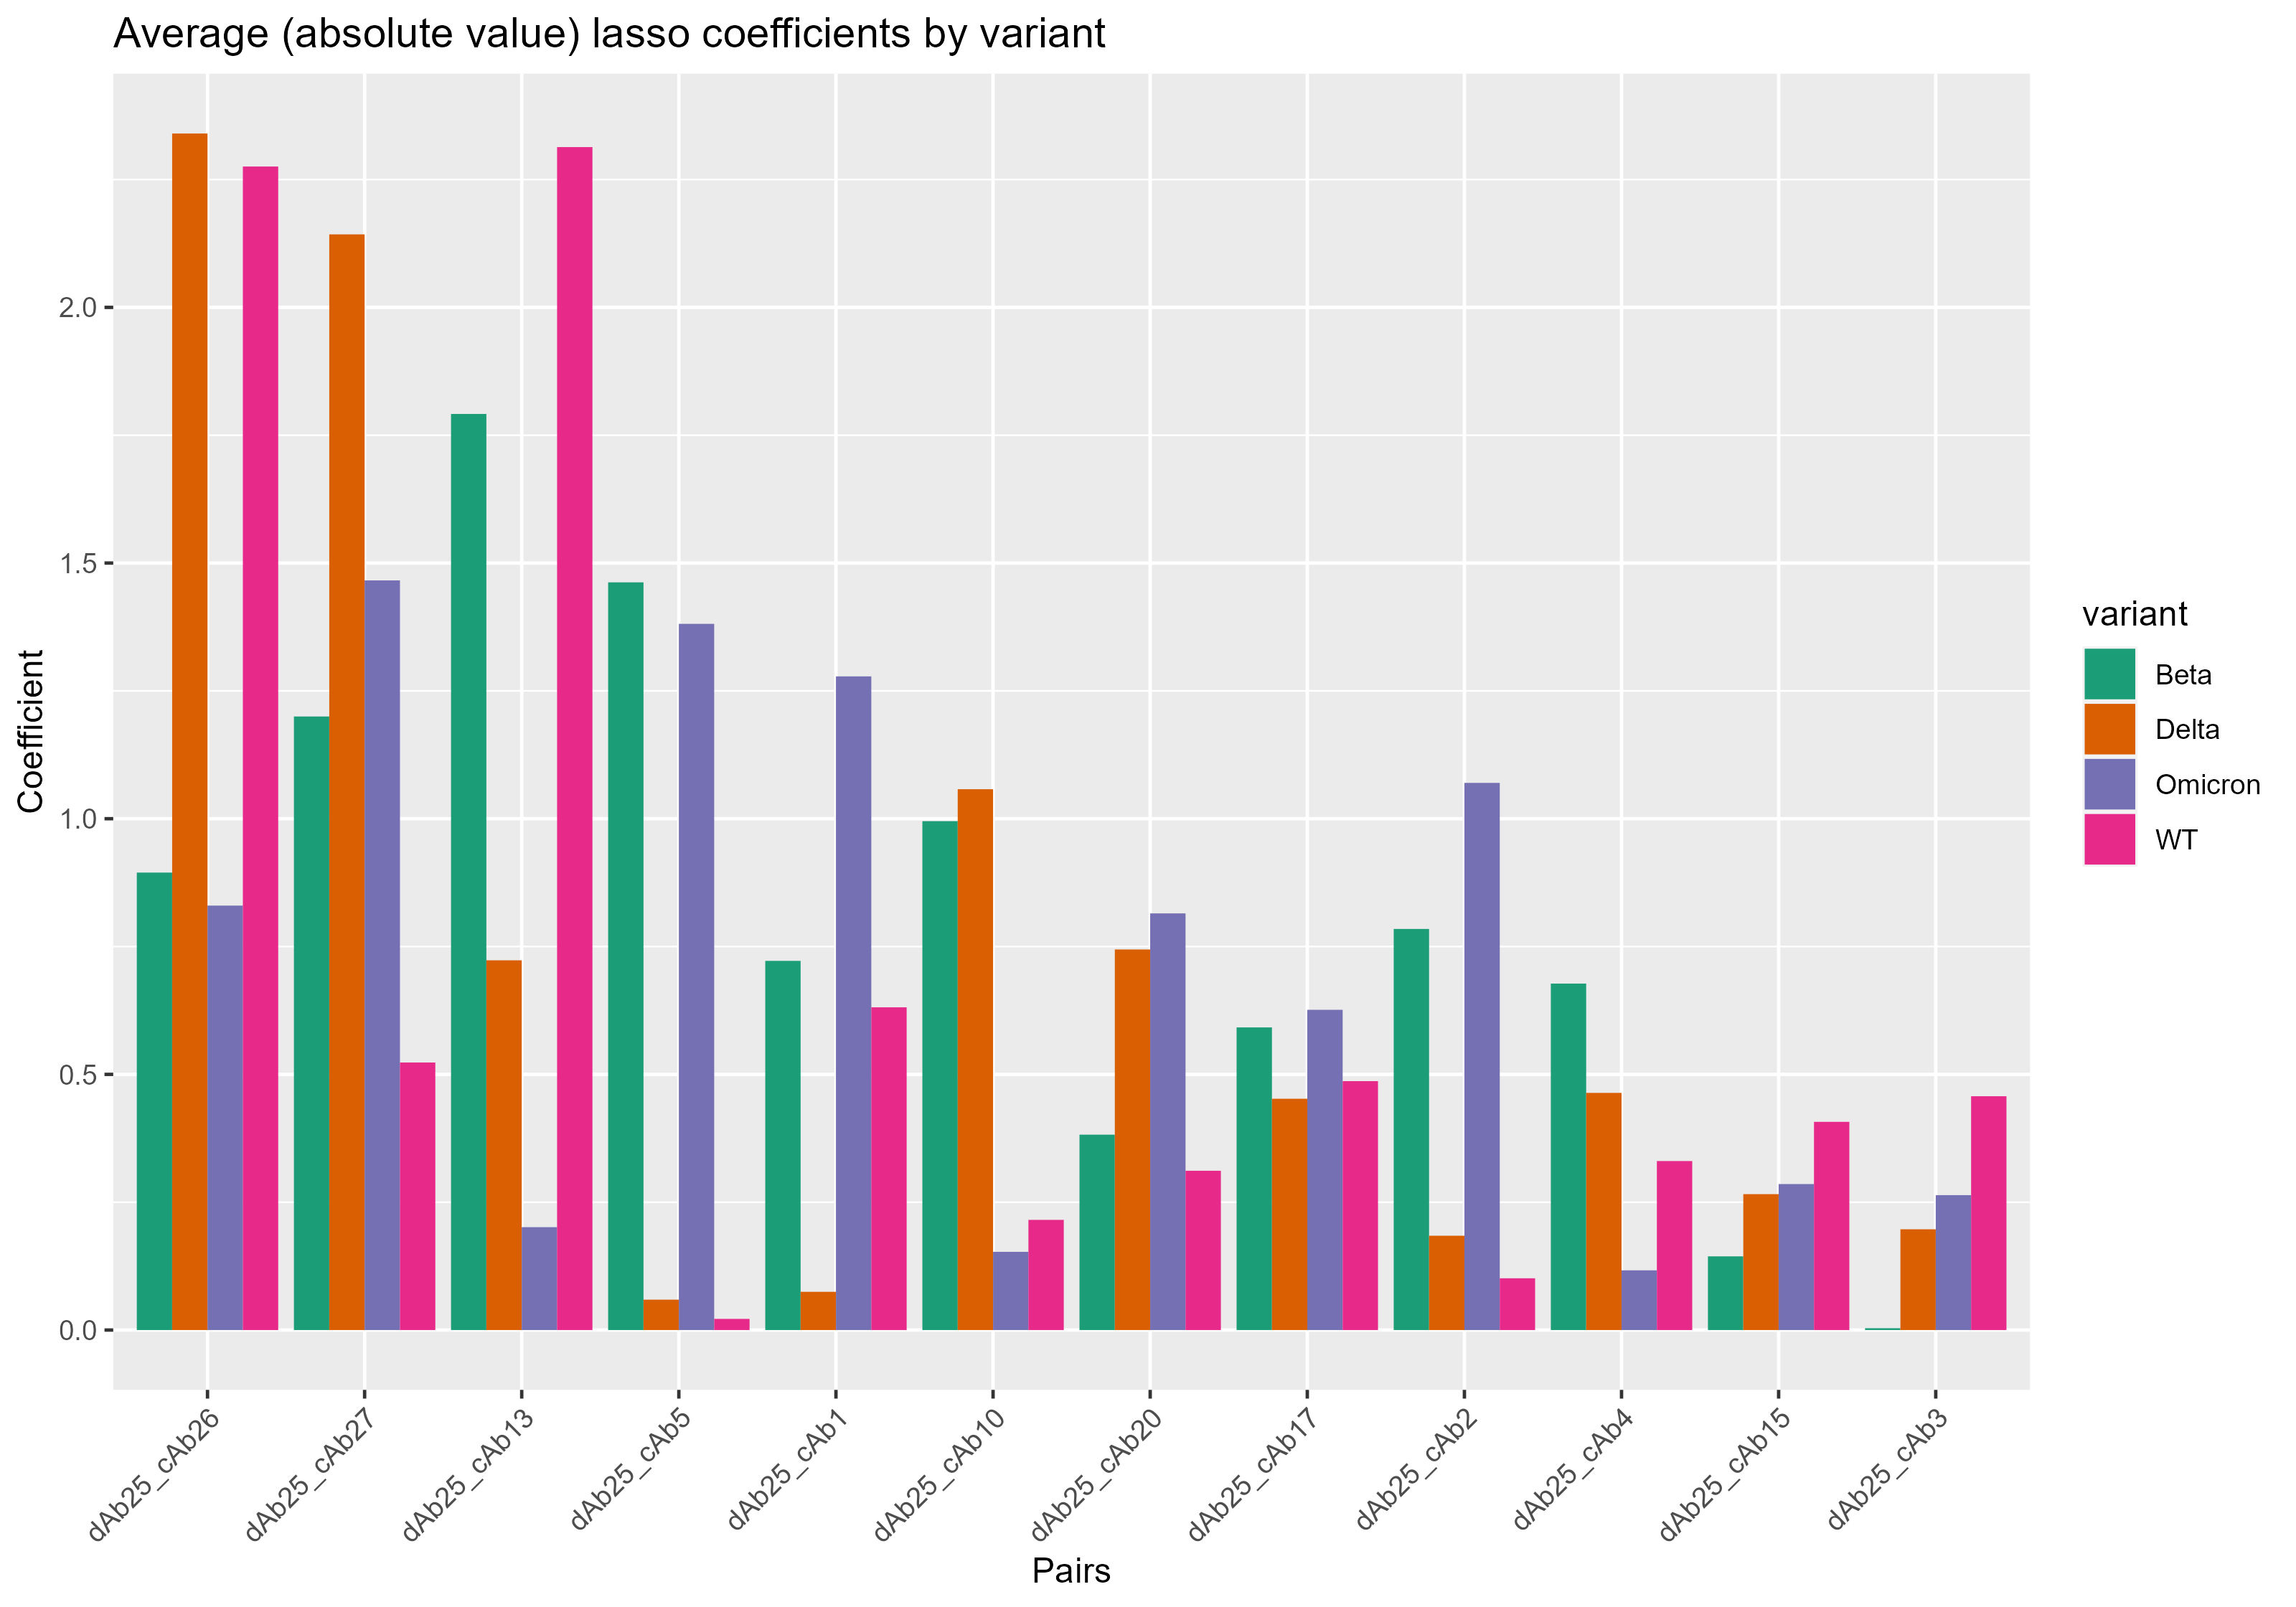 Average (absolute value) lasso coefficients by variant
Coefficient
2.0
1.5
1.0
0.5
0.0
dAb25_cAb26
dAb25_cAb27
dAb25_cAb13
dAb25_cAb5
dAb25_cAb1
dAb25_cAb10
dAb25_cAb20
dAb25_cAb17
dAb25_cAb2
dAb25_cAb4
dAb25_cAb15
dAb25_cAb3
Pairs
variant
Beta
Delta
Omicron
WT